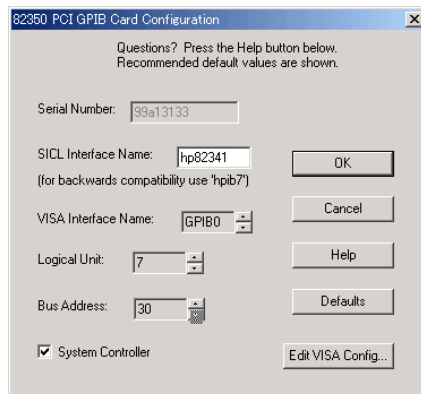 82350 PCI GPIB Card Configuration
Questions? Press the Help button below.
Recommended default values are shown.
Serial Number: 99a13133
SICL Interface Name: hp82341
(for backwards compatibility use 'hpib7')
OK
VISA Interface Name: GPIB0
Cancel
Logical Unit: 7
Help
Bus Address: 30
Defaults
System Controller
Edit VISA Config...